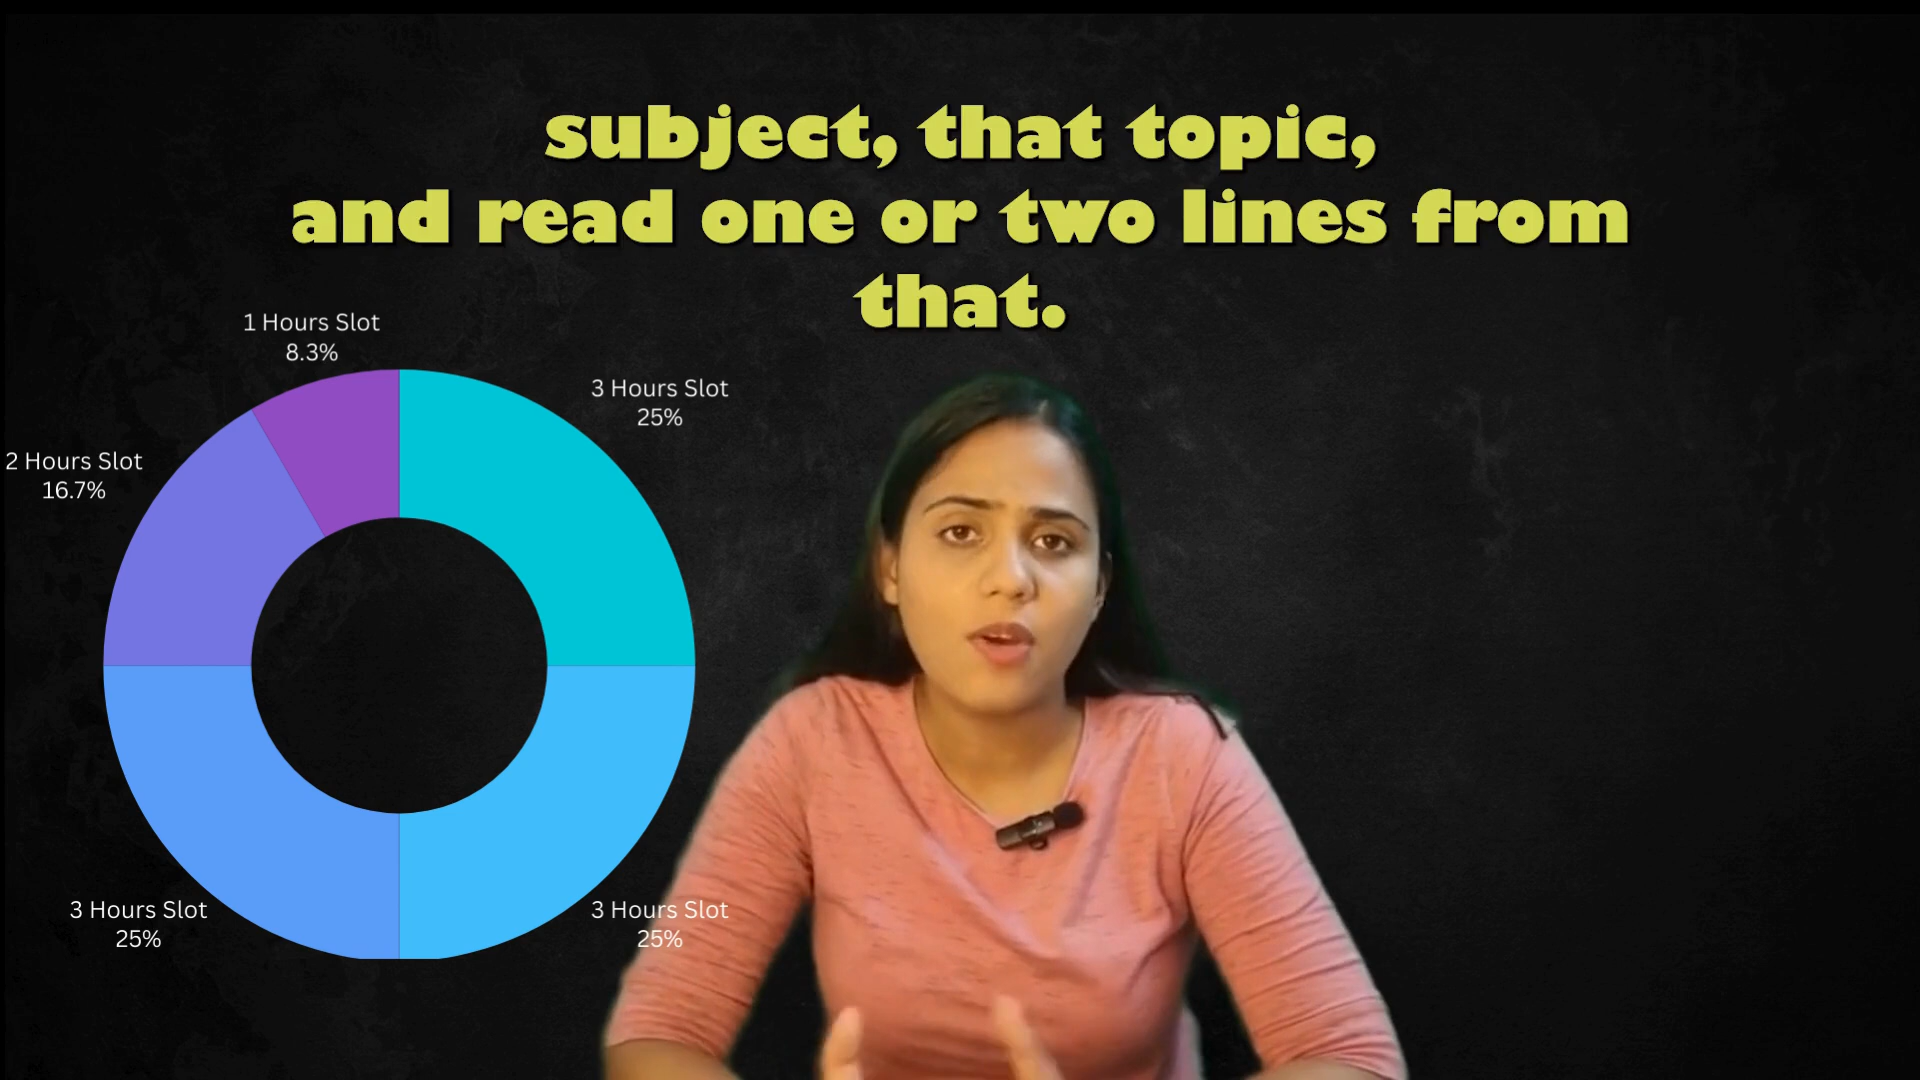 subject, that topic,
and read one or two lines from
that.
1 Hours Slot
8.3%
3 Hours Slot
25%
2 Hours Slot
16.7%
3 Hours Slot
25%
3 Hours Slot
25%